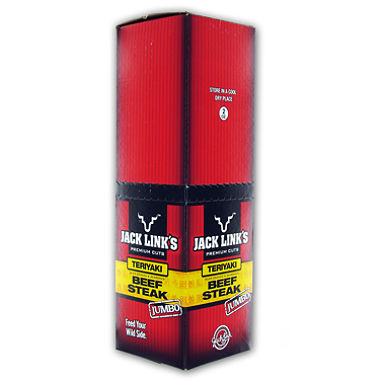 STORE IN A COOL
DRY PLACE
JACK LINK'S
PREMIUM CUTS
TERIYAKI
BEEF
STEAK
JUMBO
Feed Your
Wild Side.
JACK LINK'S
PREMIUM CUTS
TERIYAKI
BEEF
STEAK
JUMBO